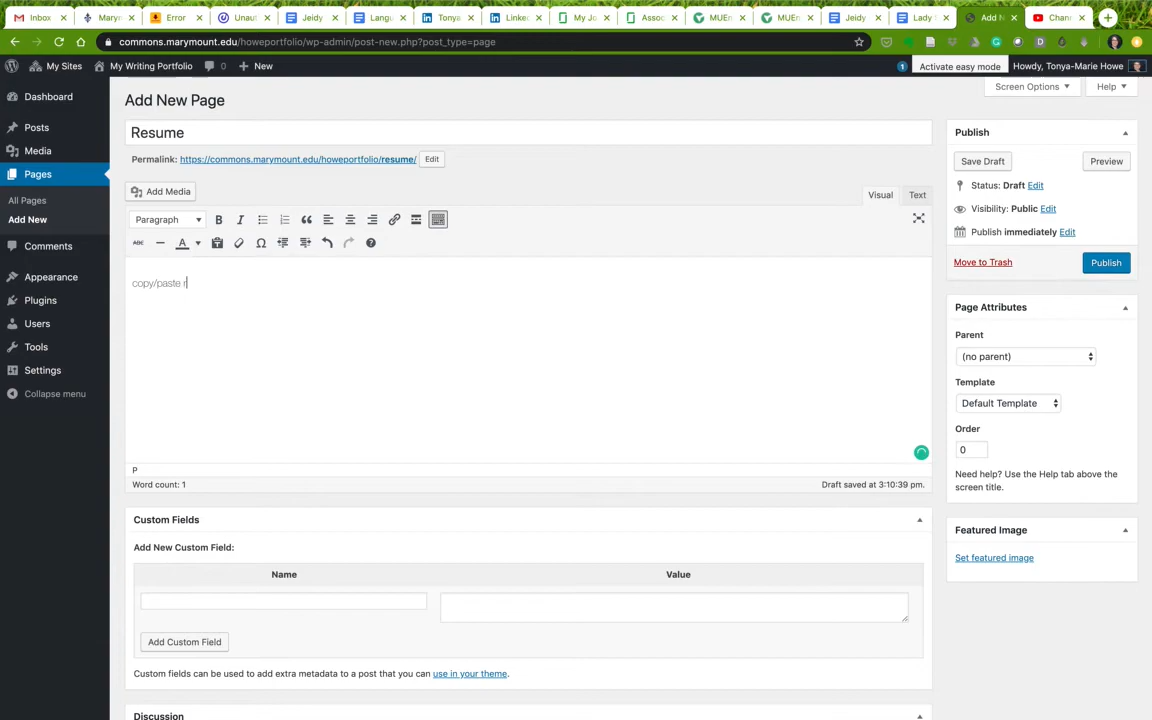 Inbox
Marym
Error
Unaut
Jeidy
Langu
Tonya
Linked
My Jo
Assoc
MUEn
MUEn
Jeidy
Lady S
Add N
Chann
commons.marymount.edu/howeportfolio/wp-admin/post-new.php?post_type=page
My Sites
My Writing Portfolio
0
New
1
Activate easy mode
Howdy, Tonya-Marie Howe
Dashboard
Posts
Media
Pages
All Pages
Add New
Comments
Appearance
Plugins
Users
Tools
Settings
Collapse menu
Screen Options
Help
Add New Page
Resume
Permalink: https://commons.marymount.edu/howeportfolio/resume/ Edit
Add Media
Visual
Text
Paragraph
B
I
ABC
A
copy/paste r
P
Word count: 1
Draft saved at 3:10:39 pm.
Custom Fields
Add New Custom Field:
Name
Value
Add Custom Field
Custom fields can be used to add extra metadata to a post that you can use in your theme.
Discussion
Publish
Save Draft
Preview
Status: Draft Edit
Visibility: Public Edit
Publish immediately Edit
Move to Trash
Publish
Page Attributes
Parent
(no parent)
Template
Default Template
Order
0
Need help? Use the Help tab above the
screen title.
Featured Image
Set featured image